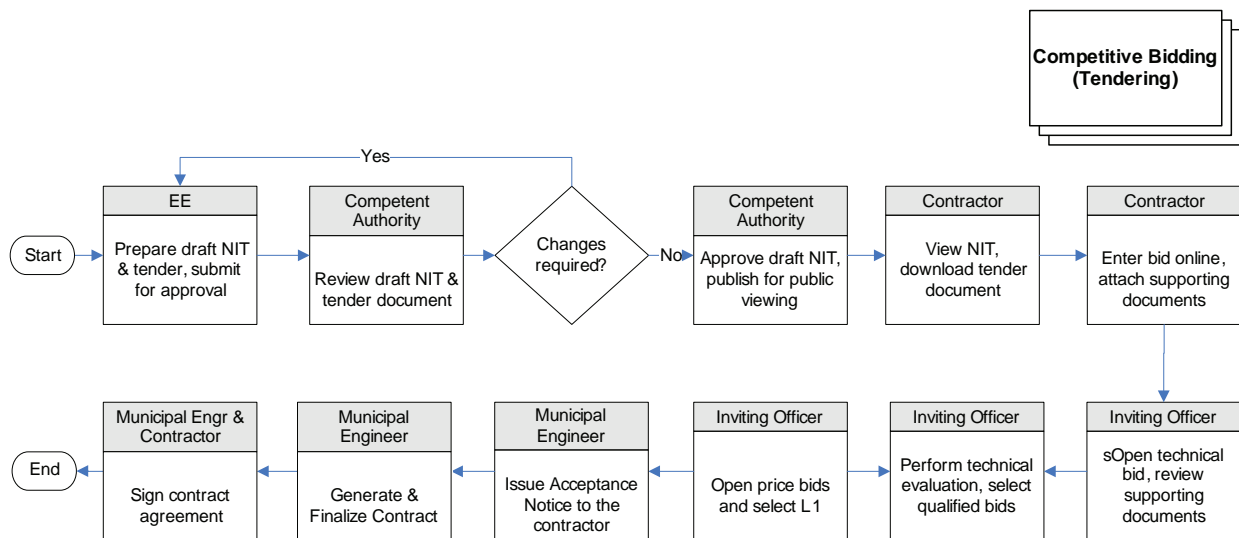 Competitive Bidding
(Tendering)
Yes
Start
EE
Prepare draft NIT
& tender, submit
for approval
Competent
Authority
Review draft NIT &
tender document
Changes
required?
No
Competent
Authority
Approve draft NIT,
publish for public
viewing
Contractor
View NIT,
download tender
document
Contractor
Enter bid online,
attach supporting
documents
End
Municipal Engr &
Contractor
Sign contract
agreement
Municipal
Engineer
Generate &
Finalize Contract
Municipal
Engineer
Issue Acceptance
Notice to the
contractor
Inviting Officer
Open price bids
and select L1
Inviting Officer
Perform technical
evaluation, select
qualified bids
Inviting Officer
sOpen technical
bid, review
supporting
documents